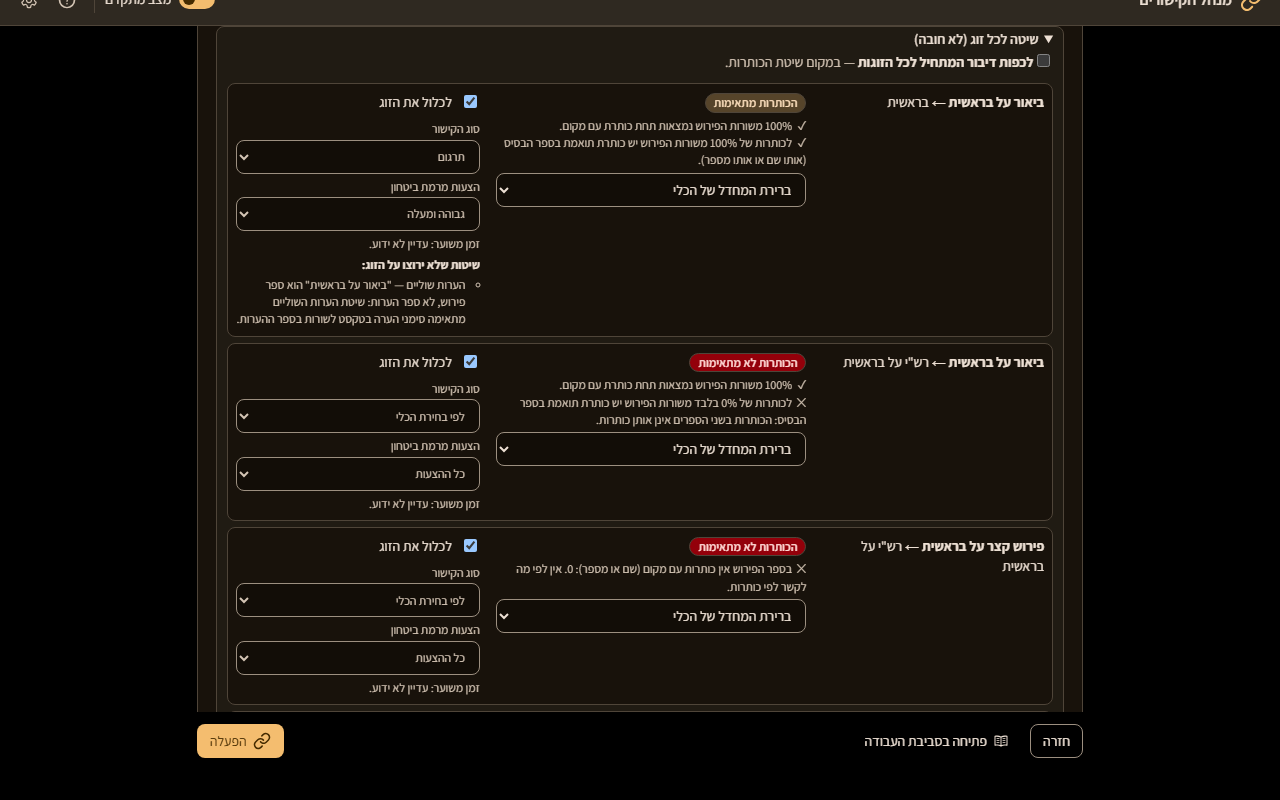 מנהל הקישורים
מצב מתקדם
שיטה לכל זוג (לא חובה)
לכפות דיבור המתחיל לכל הזוגות — במקום שיטת הכותרות.
ביאור על בראשית ← בראשית
הכותרות מתאימות
✓ 100% משורות הפירוש נמצאות תחת כותרת עם מקום.
✓ לכותרות של 100% משורות הפירוש יש כותרת תואמת בספר הבסיס
(אותו שם או אותו מספר).
ברירת המחדל של הכלי
לכלול את הזוג
סוג הקישור
תרגום
הצעות מרמת ביטחון
גבוהה ומעלה
זמן משוער: עדיין לא ידוע.
שיטות שלא ירוצו על הזוג:
הערות שוליים — "ביאור על בראשית" הוא ספר
פירוש, לא ספר הערות: שיטת הערות השוליים
מתאימה סימני הערה בטקסט לשורות בספר ההערות.
ביאור על בראשית ← רש"י על בראשית
הכותרות לא מתאימות
✓ 100% משורות הפירוש נמצאות תחת כותרת עם מקום.
✕ לכותרות של 0% בלבד משורות הפירוש יש כותרת תואמת בספר
הבסיס: הכותרות בשני הספרים אינן אותן כותרות.
ברירת המחדל של הכלי
לכלול את הזוג
סוג הקישור
לפי בחירת הכלי
הצעות מרמת ביטחון
כל ההצעות
זמן משוער: עדיין לא ידוע.
פירוש קצר על בראשית ← רש"י על
בראשית
הכותרות לא מתאימות
✕ בספר הפירוש אין כותרות עם מקום (שם או מספר): 0. אין לפי מה
לקשר לפי כותרות.
ברירת המחדל של הכלי
לכלול את הזוג
סוג הקישור
לפי בחירת הכלי
הצעות מרמת ביטחון
כל ההצעות
זמן משוער: עדיין לא ידוע.
חזרה
פתיחה בסביבת העבודה
הפעלה